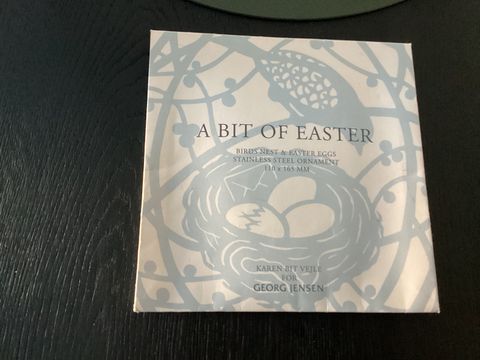 A BIT OF EASTER
BIRDS NEST & EASTER EGGS
STAINLESS STEEL ORNAMENT
110 x 165 MM
KAREN BIT VEJLE
FOR
GEORG JENSEN